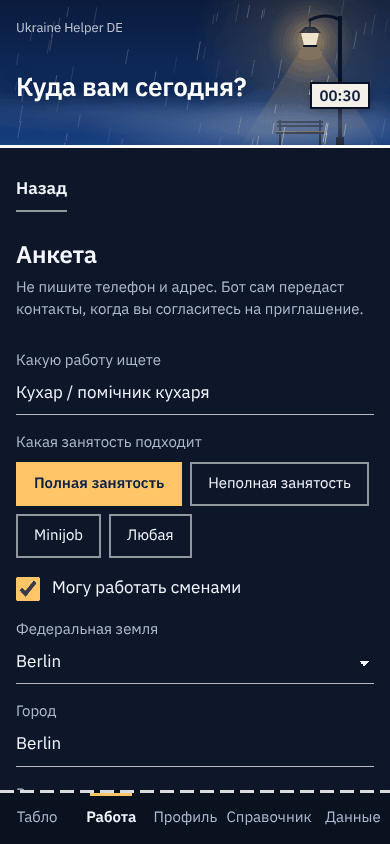 Ukraine Helper DE
Куда вам сегодня?
00:30
Назад
Анкета
Не пишите телефон и адрес. Бот сам передаст
контакты, когда вы согласитесь на приглашение.
Какую работу ищете
Кухар / помічник кухаря
Какая занятость подходит
Полная занятость
Неполная занятость
Minijob
Любая
Могу работать сменами
Федеральная земля
Berlin
Город
Berlin
Табло
Работа
Профиль
Справочник
Данные